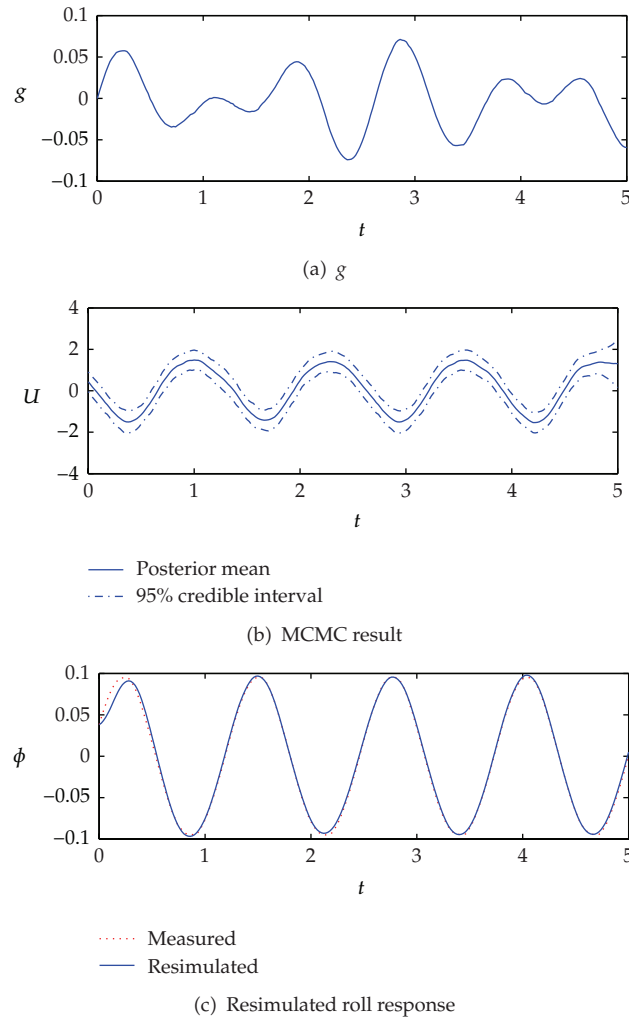 0.1
0.05
g
0
−0.05
−0.1
0 1 2 3 4 5
t
(a) g
4
2
U
0
−2
−4
0 1 2 3 4 5
t
Posterior mean
95% credible interval
(b) MCMC result
0.1
0.05
ϕ
0
−0.05
−0.1
0 1 2 3 4 5
t
Measured
Resimulated
(c) Resimulated roll response